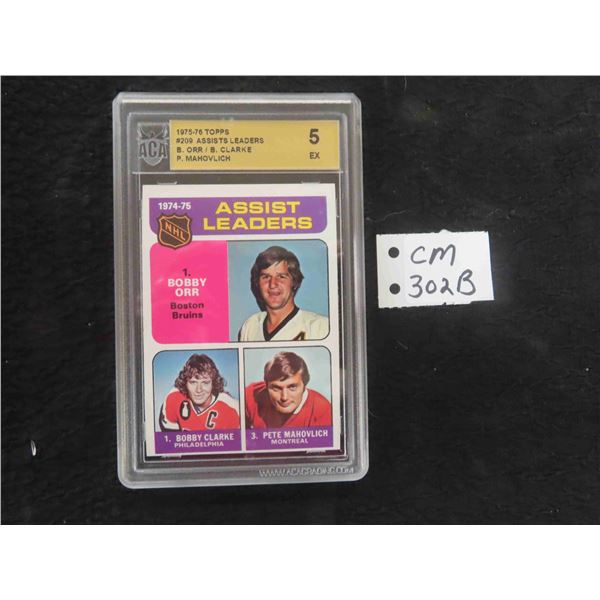 ACA
1975-76 TOPPS
#209 ASSISTS LEADERS
B. ORR / B. CLARKE
P. MAHOVLICH
5
EX
1974-75
NHL
ASSIST
LEADERS
1.
BOBBY
ORR
Boston
Bruins
A
C
1. BOBBY CLARKE
PHILADELPHIA
3. PETE MAHOVLICH
MONTREAL
WWW.ACAGRADING.COM
CM
302B